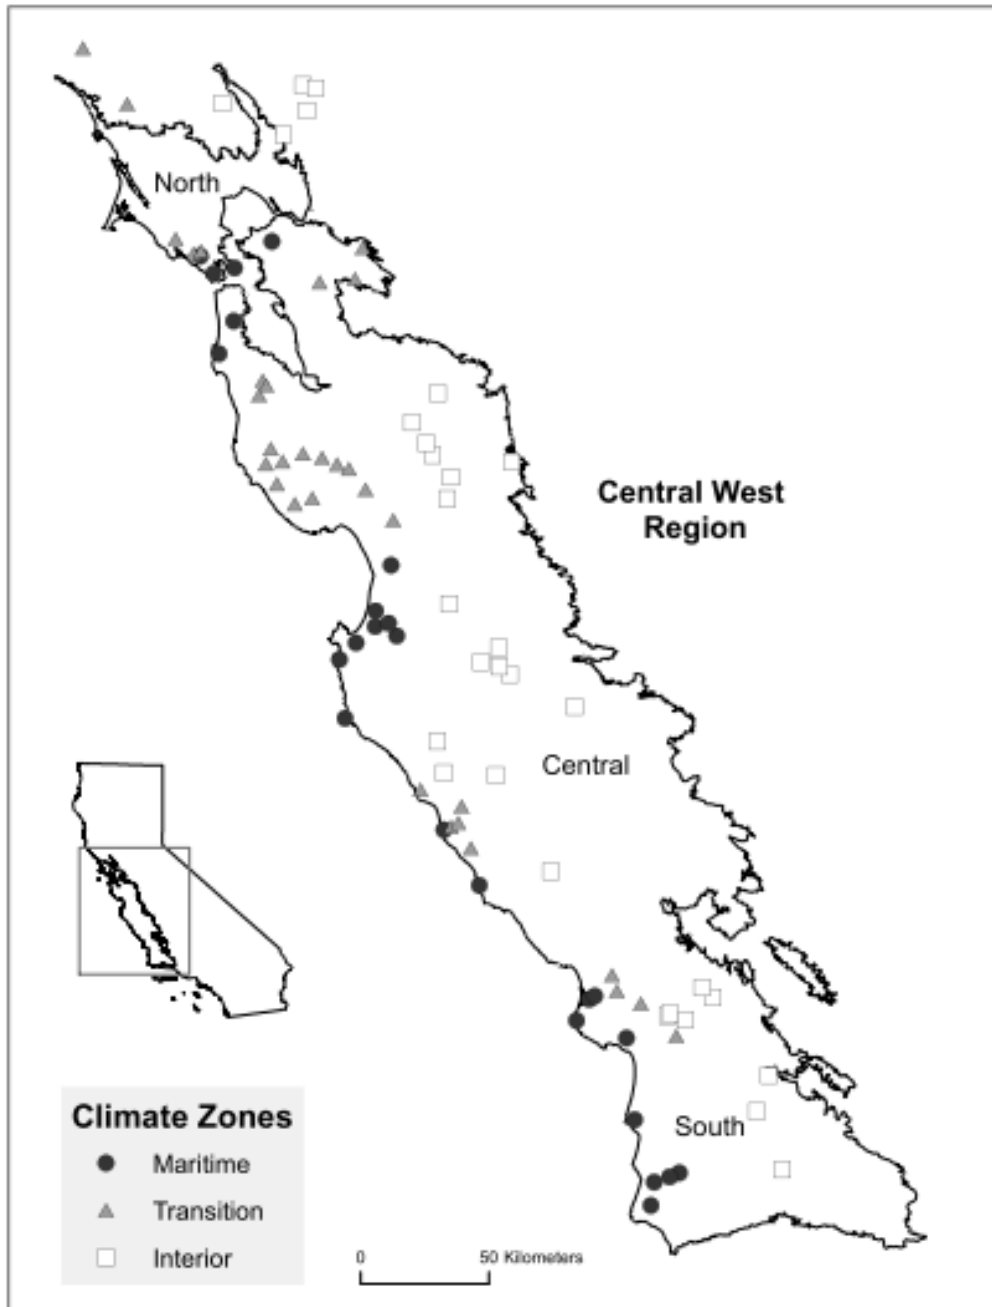 North
Central West
Region
Central
South
Climate Zones
Maritime
Transition
Interior
0
50 Kilometers